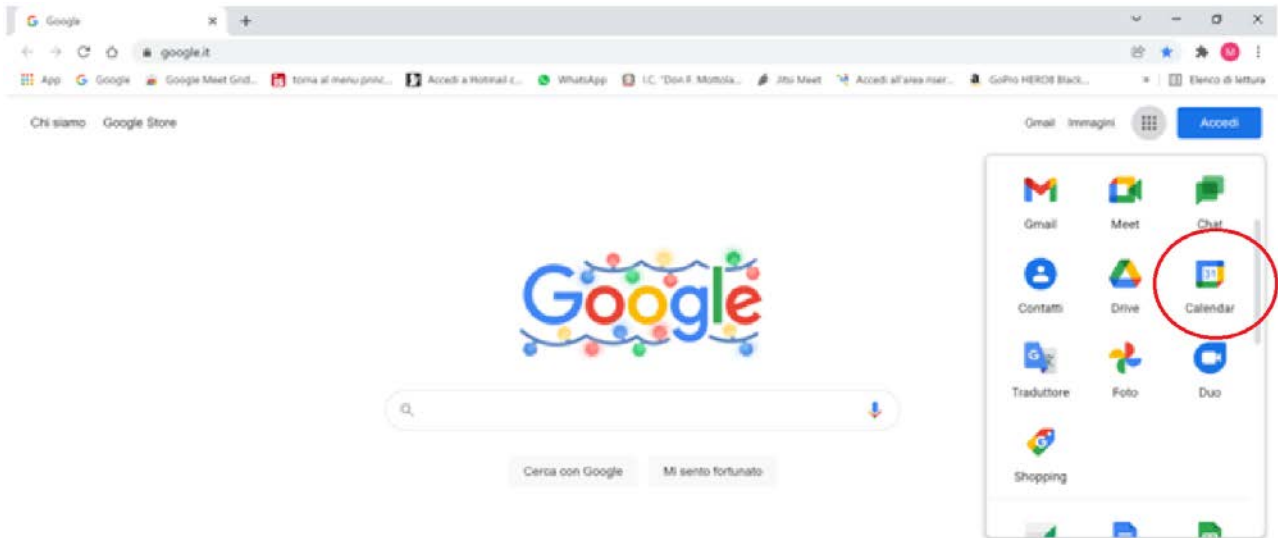 Google
google.it
App Google Google Meet Grid... torna al menu princ... Accedi a Hotmail c... WhatsApp I.C. "Don F. Mottola... Jitsi Meet Accedi all'area riser... GoPro HERO8 Black... » Elenco di lettura
Chi siamo Google Store
Gmail Immagini Accedi
Gmail Meet Chat
31
Contatti Drive Calendar
Google
Traduttore Foto Duo
Shopping
Cerca con Google Mi sento fortunato